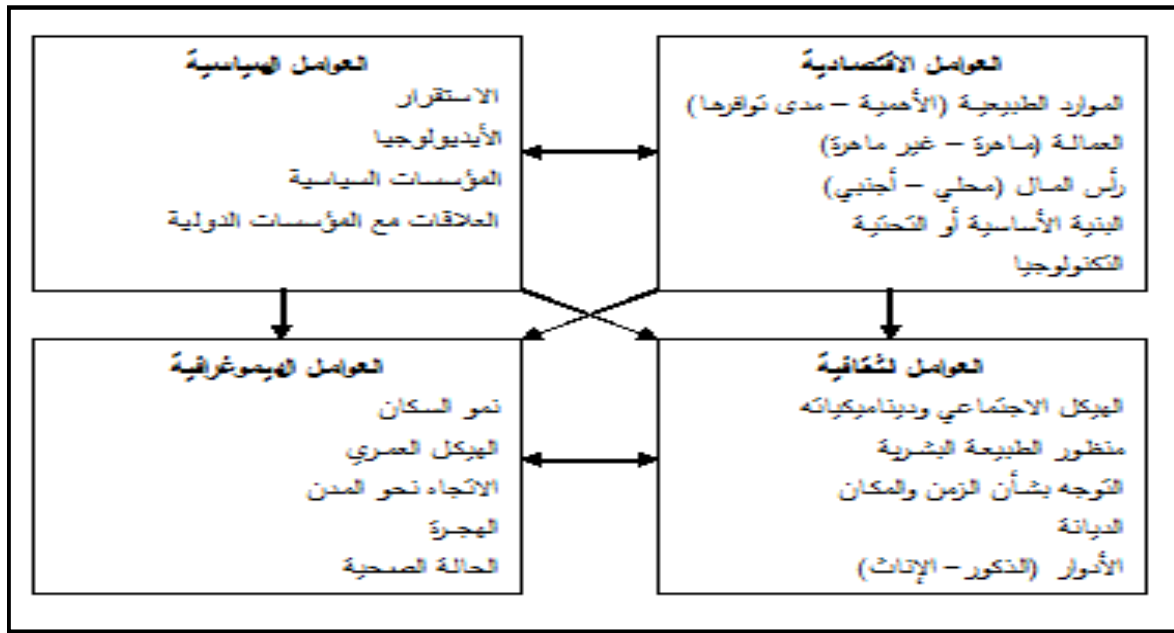 العوامل الاقتصادية
الموارد الطبيعية (الأهمية – مدى توافرها)
العمالة (ماهرة – غير ماهرة)
رأس المال (محلي – أجنبي)
البنية الأساسية أو التحتية
التكنولوجيا
العوامل السياسية
الاستقرار
الأيديولوجيا
المؤسسات السياسية
العلاقات مع المؤسسات الدولية
العوامل الثقافية
الهيكل الاجتماعي وديناميكياته
منظور الطبيعة البشرية
التوجه بشأن الزمن والمكان
الديانة
الأدوار (الذكور – الإناث)
العوامل الديموغرافية
نمو السكان
الهيكل العمري
الاتجاه نحو المدن
الهجرة
الحالة الصحية